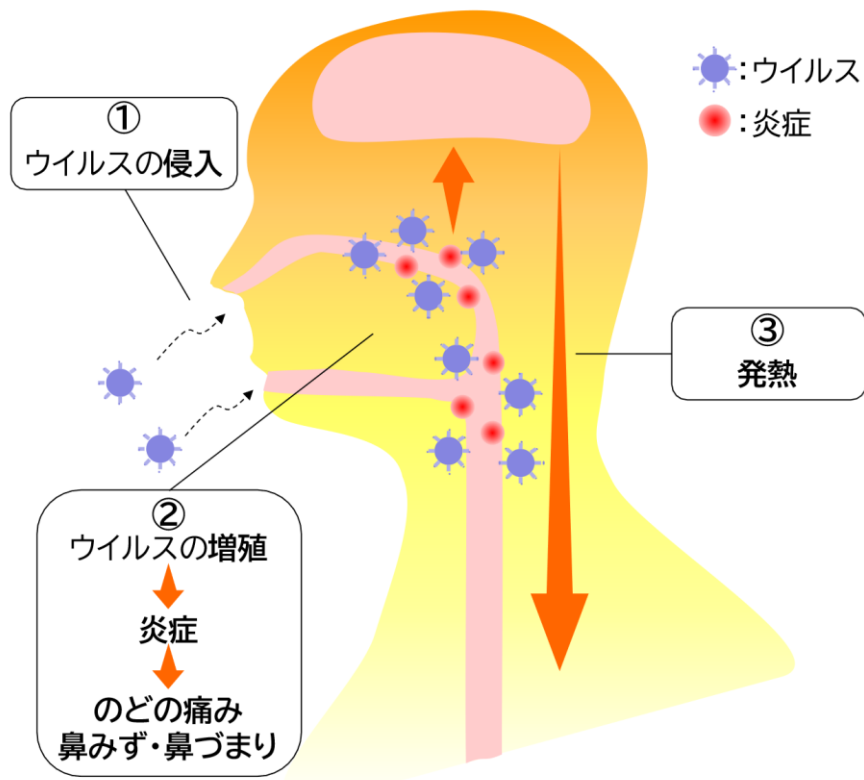 :ウイルス
:炎症
①
ウイルスの侵入
③
発熱
②
ウイルスの増殖
炎症
のどの痛み
鼻みず・鼻づまり